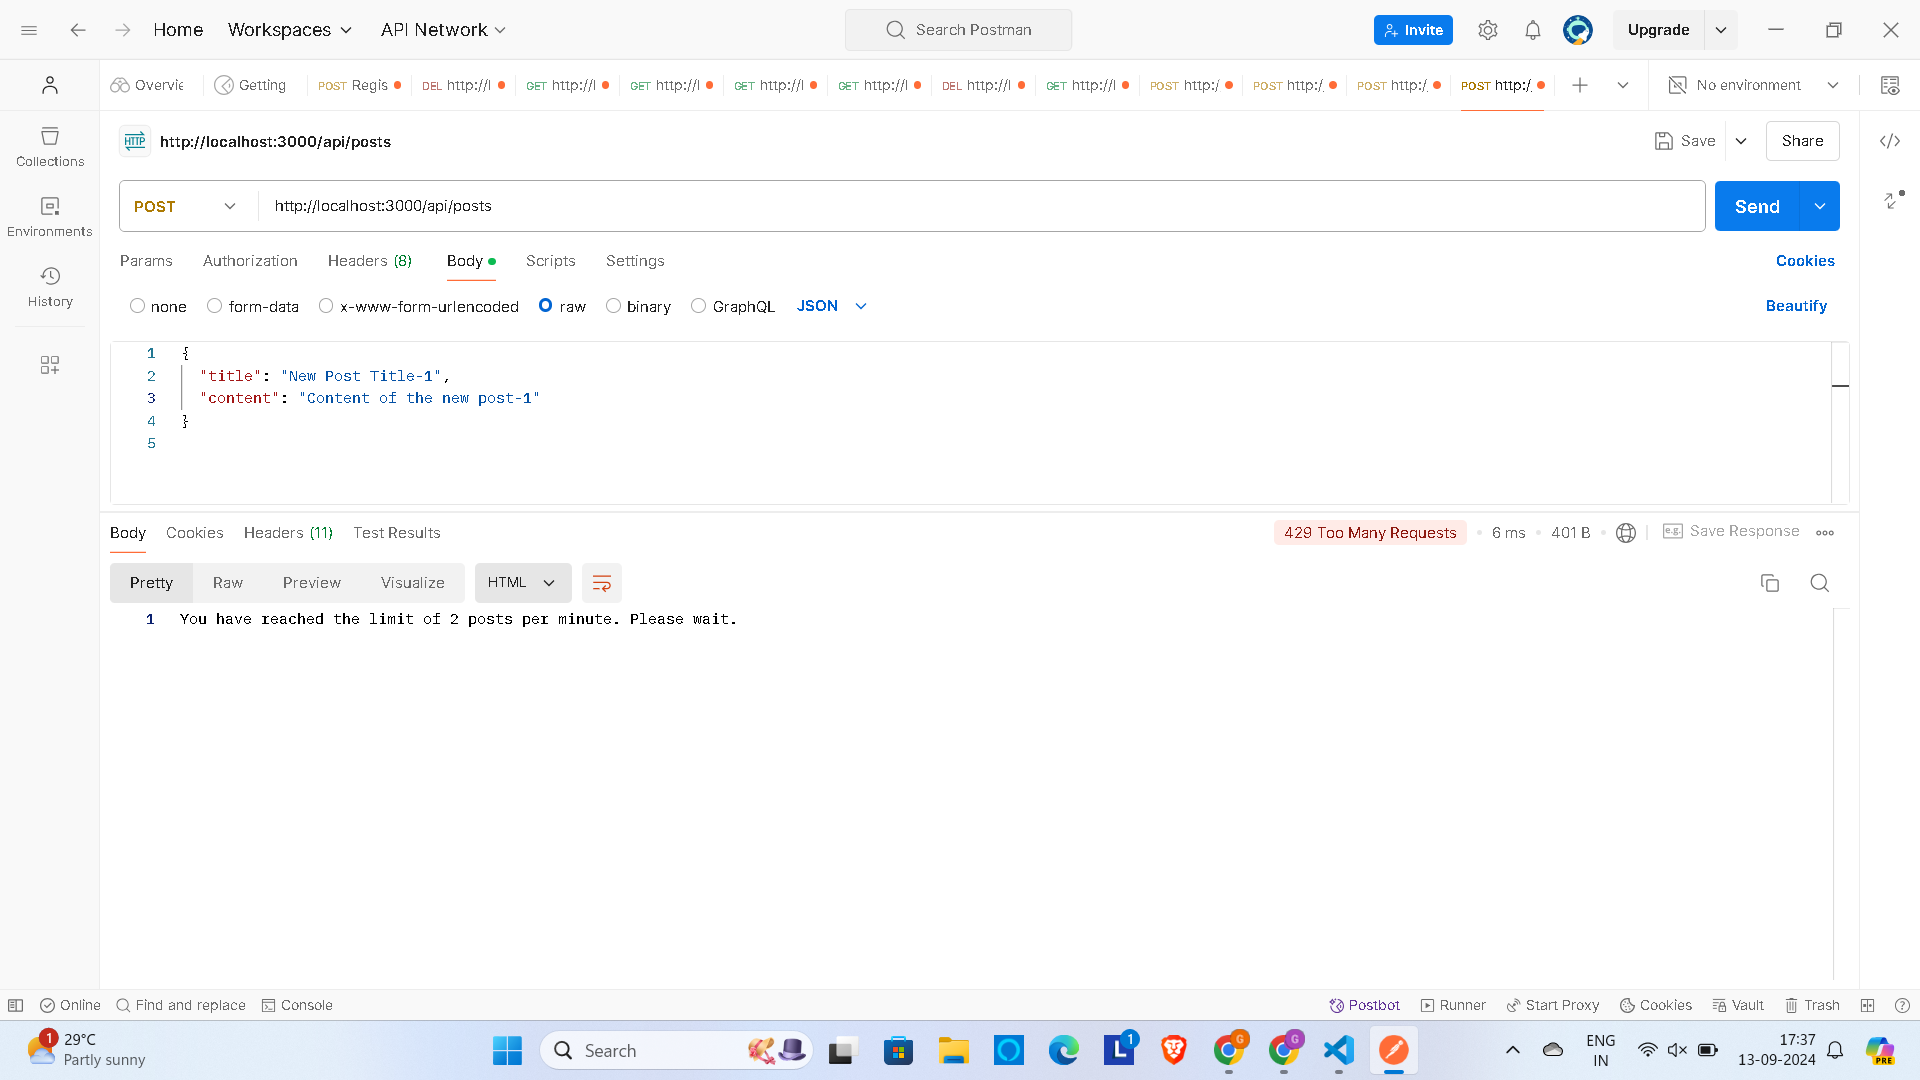 Home Workspaces API Network Search Postman Invite Upgrade
Overvie Getting POST Regis DEL http://l GET http://l GET http://l GET http://l GET http://l DEL http://l GET http://l POST http:/ POST http:/ POST http:/ POST http:/ No environment
HTTP http://localhost:3000/api/posts Save Share
Collections
POST http://localhost:3000/api/posts Send
Environments
Params Authorization Headers (8) Body Scripts Settings Cookies
History
none form-data x-www-form-urlencoded raw binary GraphQL JSON Beautify
1 {
2 "title": "New Post Title-1",
3 "content": "Content of the new post-1"
4 }
5
Body Cookies Headers (11) Test Results 429 Too Many Requests 6 ms 401 B e.g. Save Response
Pretty Raw Preview Visualize HTML
1 You have reached the limit of 2 posts per minute. Please wait.
Online Find and replace Console Postbot Runner Start Proxy Cookies Vault Trash
1 29°C Search L 1 G G ENG 17:37
Partly sunny IN 13-09-2024 PRE